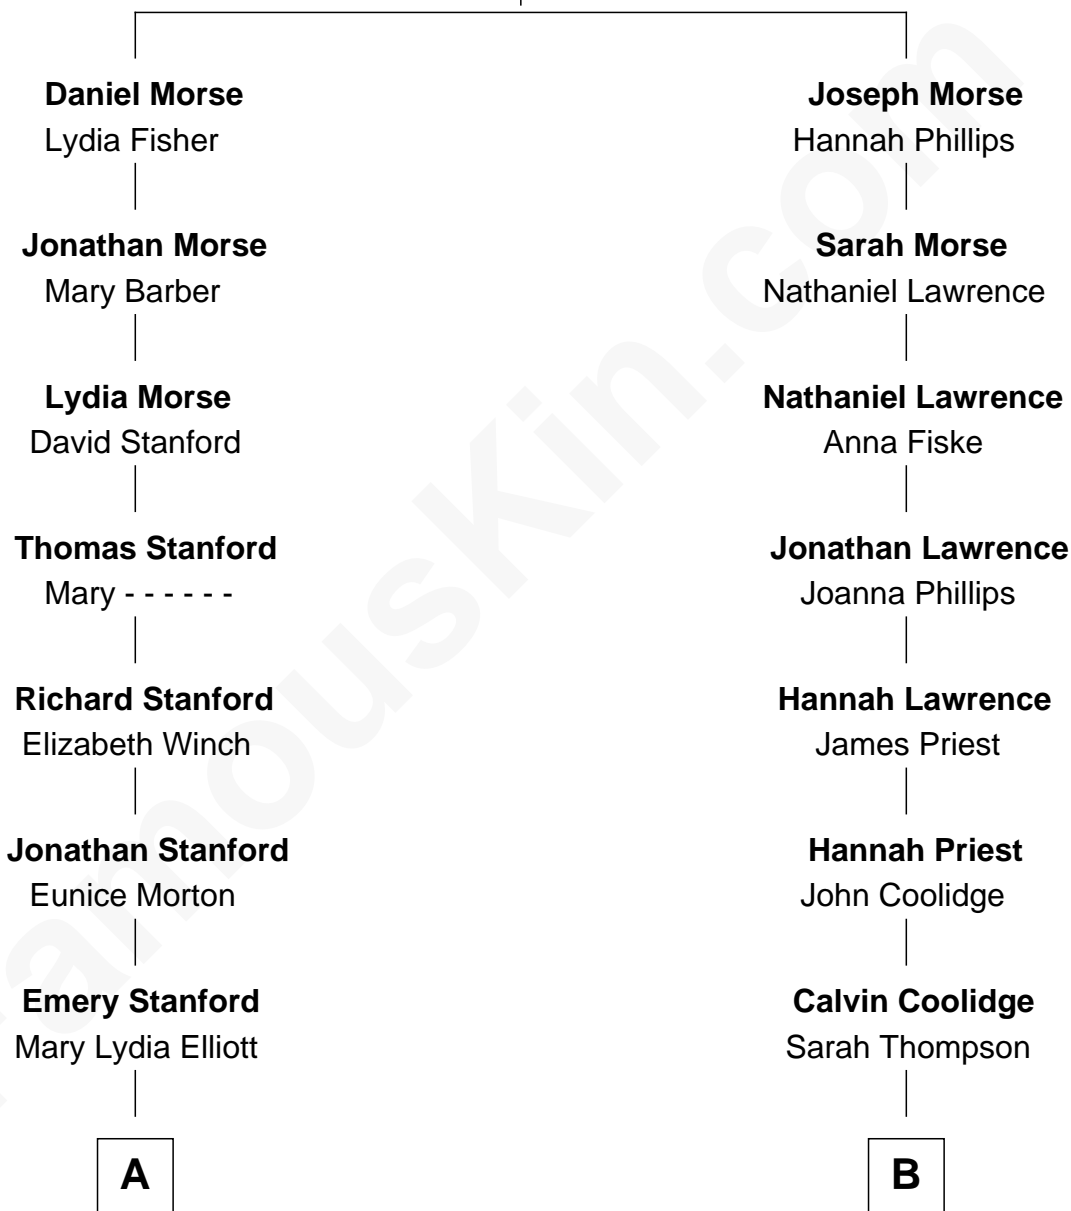 Daniel Morse
Lydia Fisher
Joseph Morse
Hannah Phillips
Jonathan Morse
Mary Barber
Sarah Morse
Nathaniel Lawrence
Lydia Morse
David Stanford
Nathaniel Lawrence
Anna Fiske
Thomas Stanford
Mary - - - - - -
Jonathan Lawrence
Joanna Phillips
Richard Stanford
Elizabeth Winch
Hannah Lawrence
James Priest
Jonathan Stanford
Eunice Morton
Hannah Priest
John Coolidge
Emery Stanford
Mary Lydia Elliott
Calvin Coolidge
Sarah Thompson
A
B
FamousKin.com